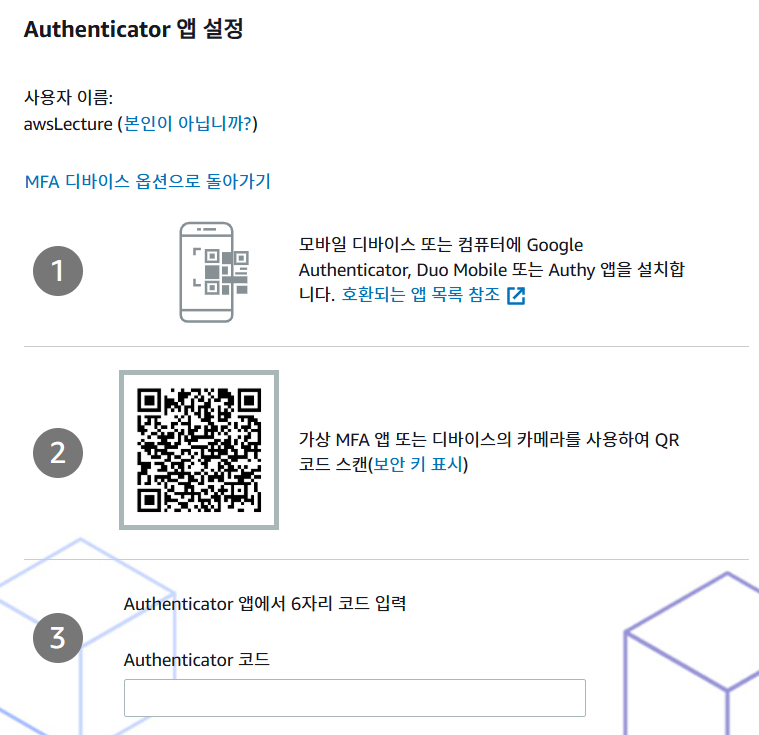 Authenticator 앱 설정
사용자 이름:
awsLecture (본인이 아닙니까?)
MFA 디바이스 옵션으로 돌아가기
1
모바일 디바이스 또는 컴퓨터에 Google
Authenticator, Duo Mobile 또는 Authy 앱을 설치합
니다. 호환되는 앱 목록 참조
2
가상 MFA 앱 또는 디바이스의 카메라를 사용하여 QR
코드 스캔(보안 키 표시)
3
Authenticator 앱에서 6자리 코드 입력
Authenticator 코드